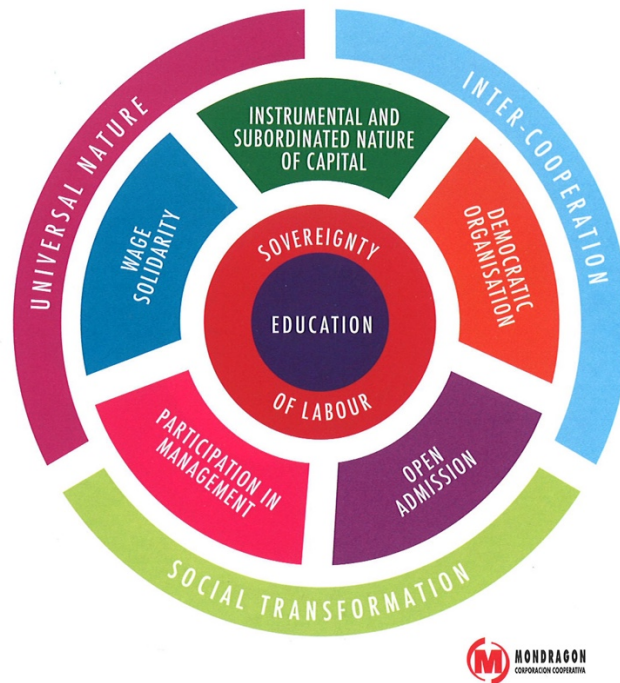 UNIVERSAL NATURE
INTER-COOPERATION
INSTRUMENTAL AND
SUBORDINATED NATURE
OF CAPITAL
WAGE
SOLIDARITY
DEMOCRATIC
ORGANISATION
SOVEREIGNTY
EDUCATION
OF LABOUR
PARTICIPATION IN
MANAGEMENT
OPEN
ADMISSION
SOCIAL TRANSFORMATION
M
MONDRAGON
CORPORACION COOPERATIVA